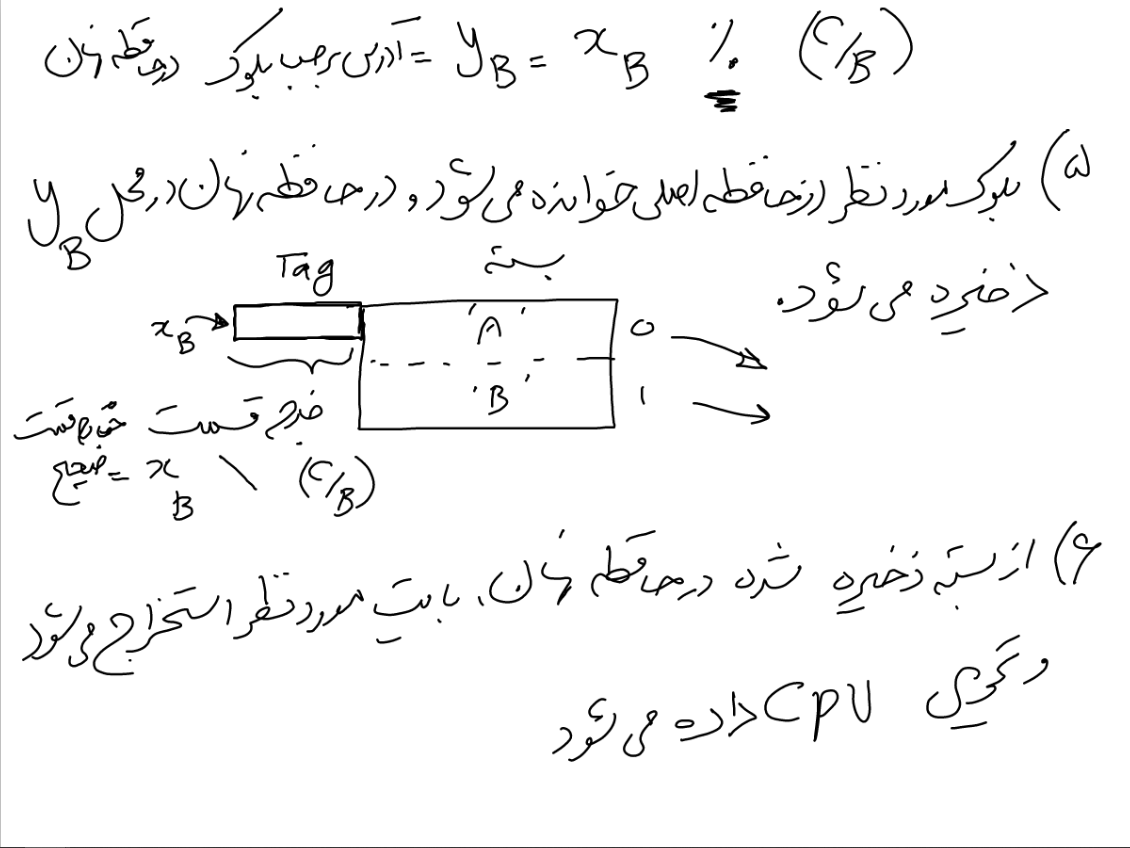 آدرس برحسب بلوک در حافظه نهان = y_B = x_B % (C/B)
۵) بلوک مورد نظر از حافظه اصلی خوانده می شود و در حافظه نهان در محل y_B
ذخیره می شود.
Tag بسته
x_B → 'A' 0
'B' 1
خارج قسمت
صحیح = x_B \ (C/B)
۶) از بسته ذخیره شده در حافظه نهان، بایت مورد نظر استخراج می شود
و تحویل CPU داده می شود